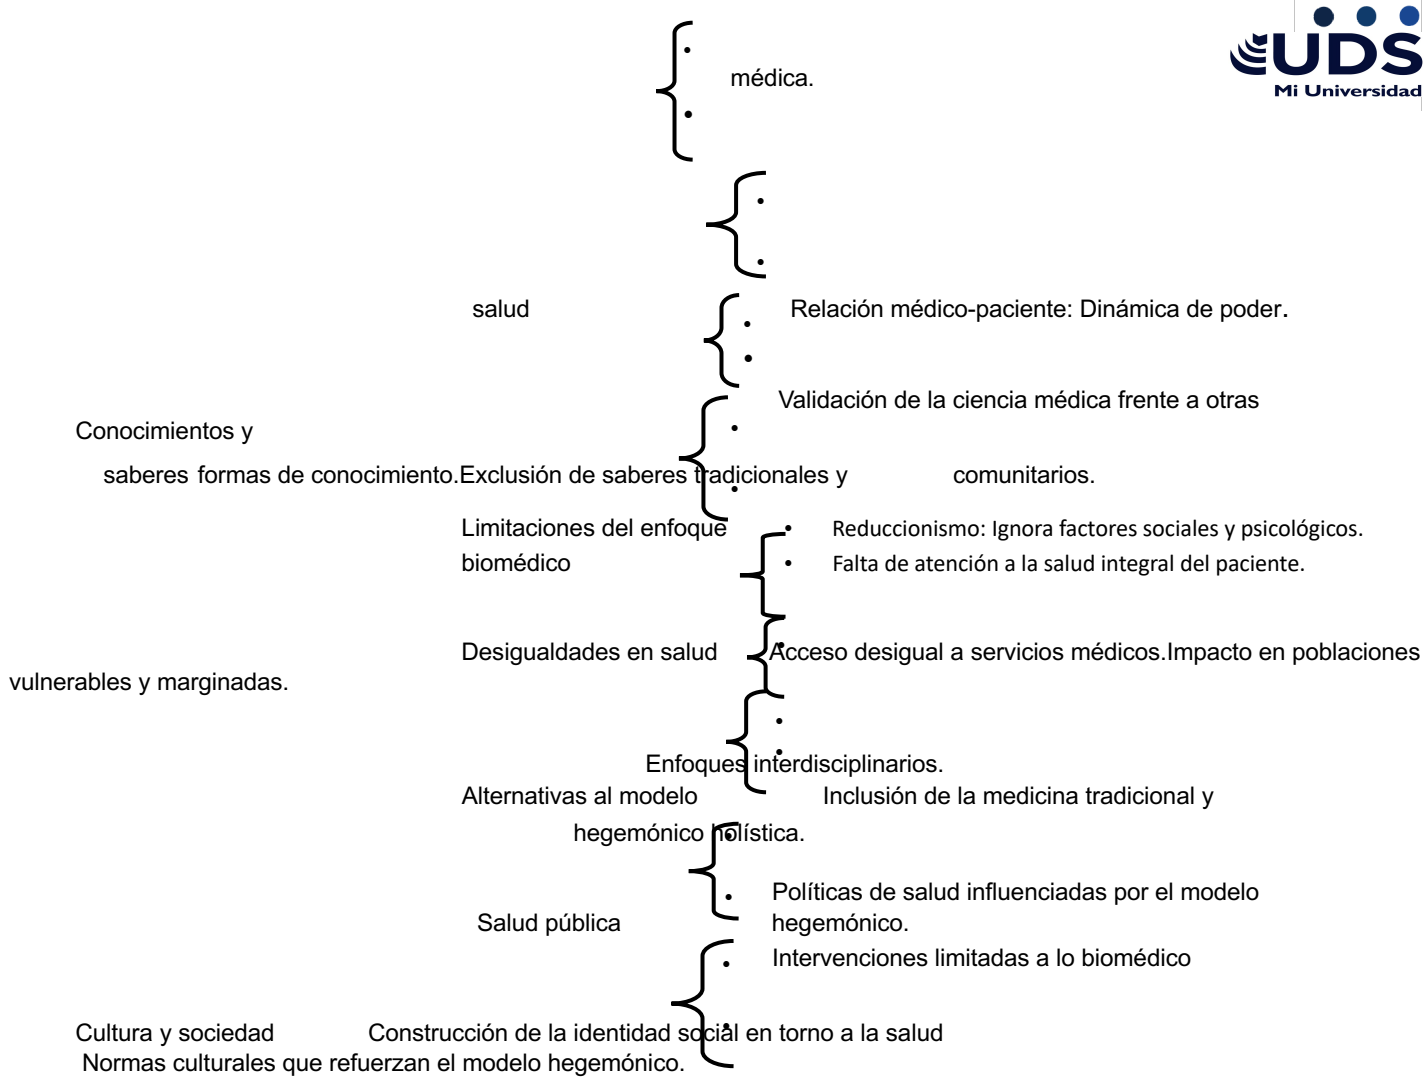 UDS
Mi Universidad
médica.
salud
Relación médico-paciente: Dinámica de poder.
Validación de la ciencia médica frente a otras
Conocimientos y
saberes formas de conocimiento.Exclusión de saberes tradicionales y comunitarios.
Limitaciones del enfoque • Reduccionismo: Ignora factores sociales y psicológicos.
biomédico • Falta de atención a la salud integral del paciente.
Desigualdades en salud Acceso desigual a servicios médicos.Impacto en poblaciones
vulnerables y marginadas.
Enfoques interdisciplinarios.
Alternativas al modelo Inclusión de la medicina tradicional y
hegemónico holística.
Políticas de salud influenciadas por el modelo
Salud pública hegemónico.
Intervenciones limitadas a lo biomédico
Cultura y sociedad Construcción de la identidad social en torno a la salud
Normas culturales que refuerzan el modelo hegemónico.